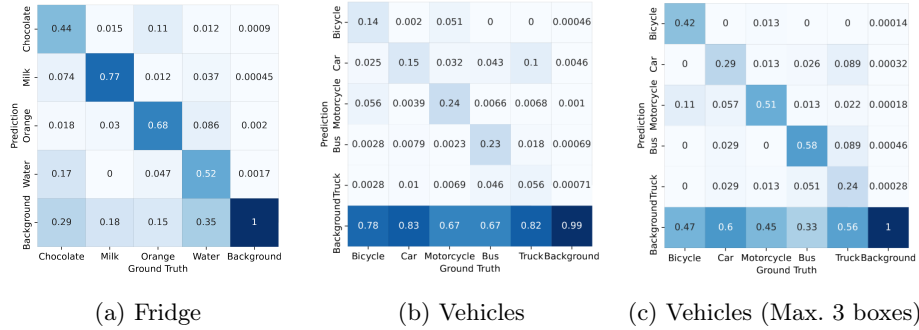 Prediction
Chocolate 0.44 0.015 0.11 0.012 0.0009
Milk 0.074 0.77 0.012 0.037 0.00045
Orange 0.018 0.03 0.68 0.086 0.002
Water 0.17 0 0.047 0.52 0.0017
Background 0.29 0.18 0.15 0.35 1
Chocolate Milk Orange Water Background
Ground Truth
(a) Fridge
Prediction
Bicycle 0.14 0.002 0.051 0 0.00046
Car 0.025 0.15 0.032 0.043 0.1 0.0046
Motorcycle 0.056 0.0039 0.24 0.0066 0.0068 0.001
Bus 0.0028 0.0079 0.0023 0.23 0.018 0.00069
Truck 0.0028 0.01 0.0069 0.046 0.056 0.00071
Background 0.78 0.83 0.67 0.67 0.82 0.99
Bicycle Car Motorcycle Bus Truck Background
Ground Truth
(b) Vehicles
Prediction
Bicycle 0.42 0 0.013 0 0 0.00014
Car 0 0.29 0.013 0.026 0.089 0.00032
Motorcycle 0.11 0.057 0.51 0.013 0.022 0.00018
Bus 0 0.029 0 0.58 0.089 0.00046
Truck 0 0.029 0.013 0.051 0.24 0.00028
Background 0.47 0.6 0.45 0.33 0.56 1
Bicycle Car Motorcycle Bus Truck Background
Ground Truth
(c) Vehicles (Max. 3 boxes)